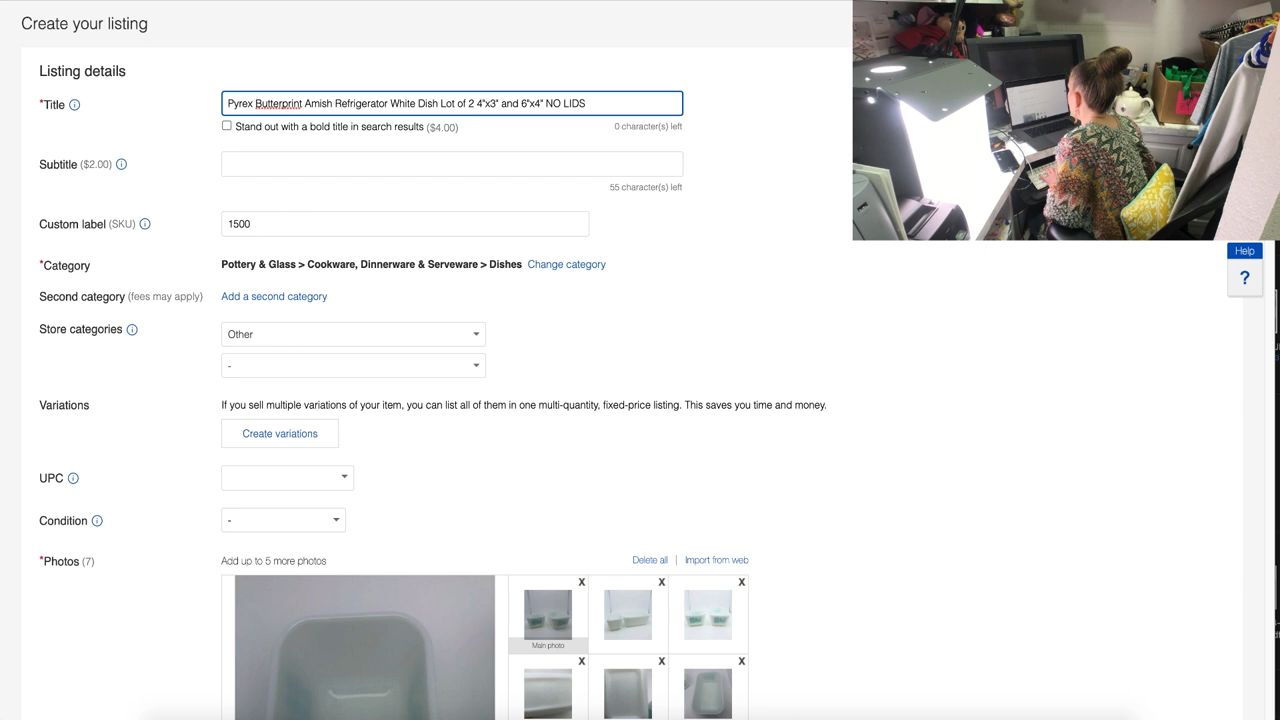 Create your listing
Listing details
*Title
Pyrex Butterprint Amish Refrigerator White Dish Lot of 2 4"x3" and 6"x4" NO LIDS
Stand out with a bold title in search results ($4.00)
0 character(s) left
Subtitle ($2.00)
55 character(s) left
Custom label (SKU)
1500
Help
?
*Category
Pottery & Glass > Cookware, Dinnerware & Serveware > Dishes Change category
Second category (fees may apply)
Add a second category
Store categories
Other
-
Variations
If you sell multiple variations of your item, you can list all of them in one multi-quantity, fixed-price listing. This saves you time and money.
Create variations
UPC
Condition
-
*Photos (7)
Add up to 5 more photos
Delete all | Import from web
X X X
Main photo
X X X